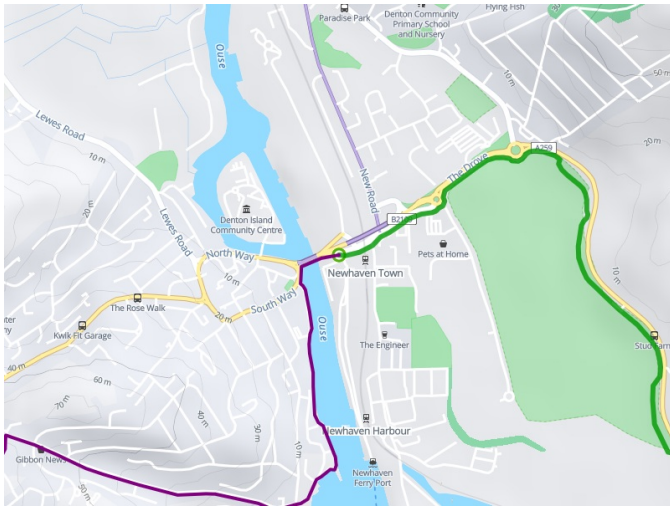 Paradise Park
Denton Community
Primary School
and Nursery
Flying Fish
Ouse
10 m
Lewes Road
10 m
20 m
A259
The Drove
New Road
20 m
Lewes Road
Denton Island
Community Centre
B2109
North Way
Pets at Home
10 m
Newhaven Town
10 m
South Way
The Rose Walk
20 m
Kwik Fit Garage
Ouse
The Engineer
Stud Farm
40 m
60 m
70 m
40 m
30 m
10 m
Newhaven Harbour
Gibbon News
50 m
Newhaven
Ferry Port